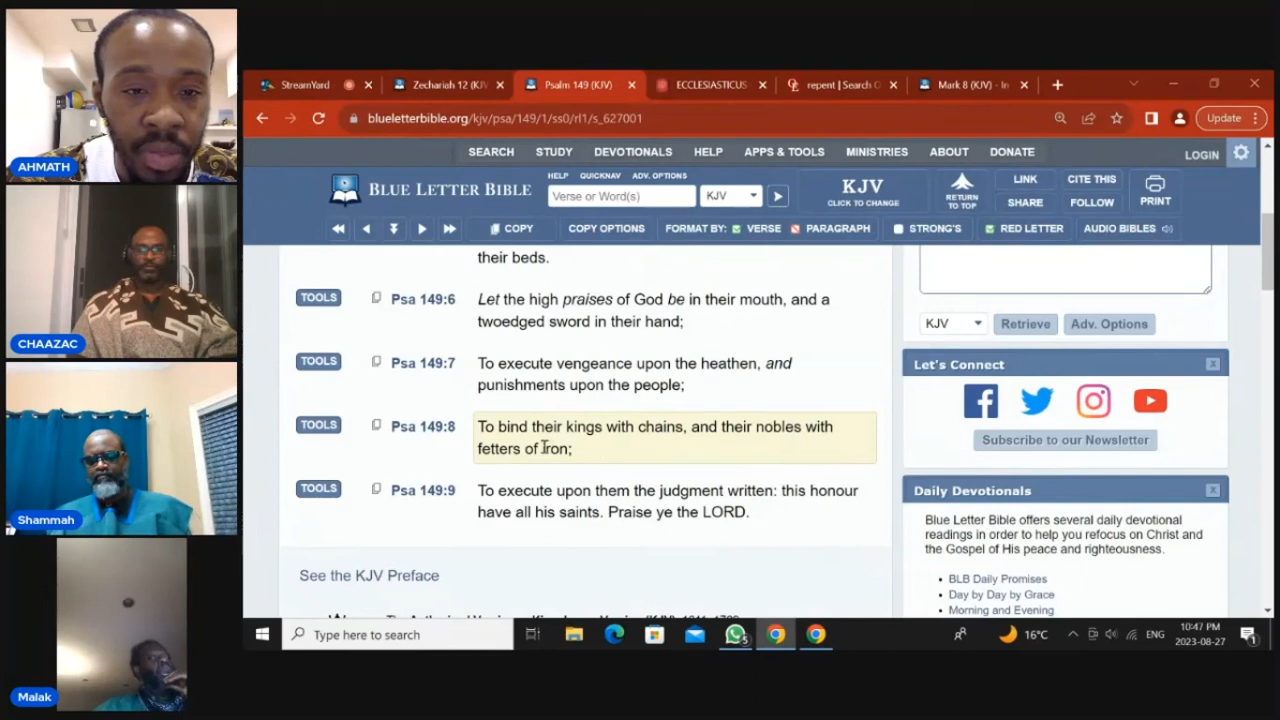 AHMATH
CHAAZAC
Shammah
Malak
StreamYard
Zechariah 12 (KJV
Psalm 149 (KJV)
ECCLESIASTICUS
repent | Search O
Mark 8 (KJV) - In
blueletterbible.org/kjv/psa/149/1/ss0/rl1/s_627001
Update
SEARCH STUDY DEVOTIONALS HELP APPS & TOOLS MINISTRIES ABOUT DONATE
LOGIN
BLUE LETTER BIBLE
HELP QUICKNAV ADV. OPTIONS
Verse or Word(s)
KJV
KJV
CLICK TO CHANGE
RETURN
TO TOP
LINK
SHARE
CITE THIS
FOLLOW
PRINT
COPY COPY OPTIONS FORMAT BY: VERSE PARAGRAPH STRONG'S RED LETTER AUDIO BIBLES
their beds.
TOOLS Psa 149:6 Let the high praises of God be in their mouth, and a
twoedged sword in their hand;
TOOLS Psa 149:7 To execute vengeance upon the heathen, and
punishments upon the people;
TOOLS Psa 149:8 To bind their kings with chains, and their nobles with
fetters of iron;
TOOLS Psa 149:9 To execute upon them the judgment written: this honour
have all his saints. Praise ye the LORD.
See the KJV Preface
KJV
Retrieve
Adv. Options
Let's Connect
Subscribe to our Newsletter
Daily Devotionals
Blue Letter Bible offers several daily devotional
readings in order to help you refocus on Christ and
the Gospel of His peace and righteousness.
BLB Daily Promises
Day by Day by Grace
Morning and Evening
Type here to search
5
16°C
ENG
10:47 PM
2023-08-27
1